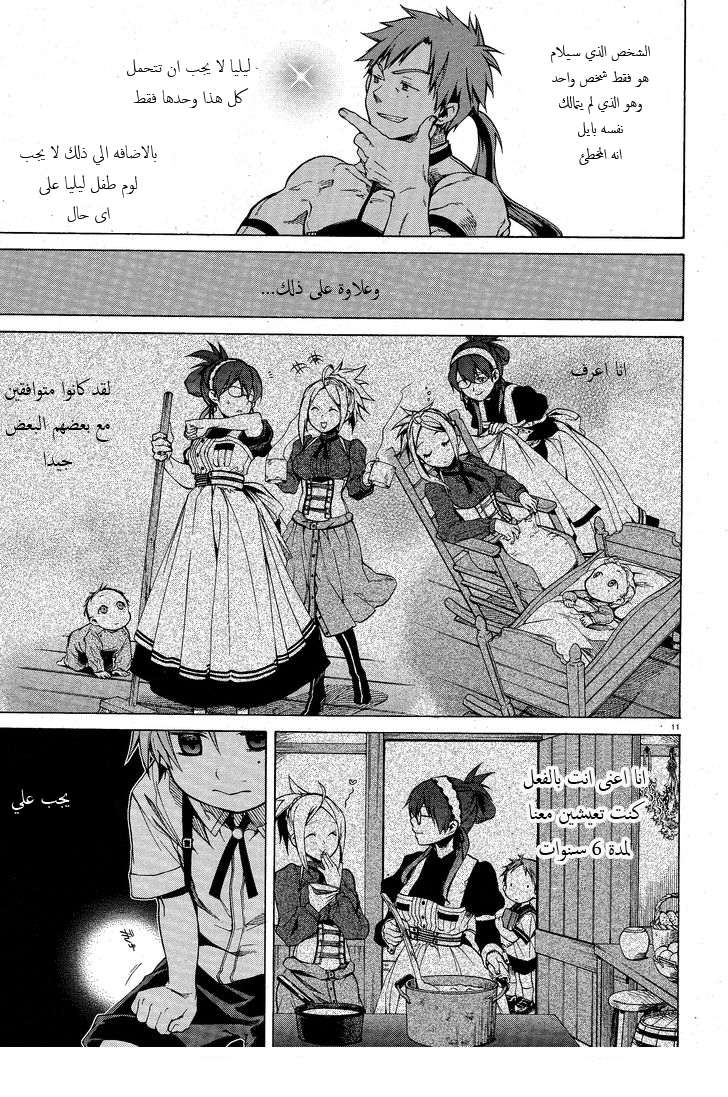 الشخص الذي سيلام
هو فقط شخص واحد
وهو الذي لم يتمالك
نفسه بايل
انه المخطئ
ليليا لا يجب ان تتحمل
كل هذا وحدها فقط
بالاضافه الي ذلك لا يجب
لوم طفل ليليا على
اى حال
وعلاوة على ذلك...
انا اعرف
لقد كانوا متوافقين
مع بعضهم البعض
جيدا
11
انا اعنى انت بالفعل
كنت تعيشين معنا
لمدة 6 سنوات
يجب علي